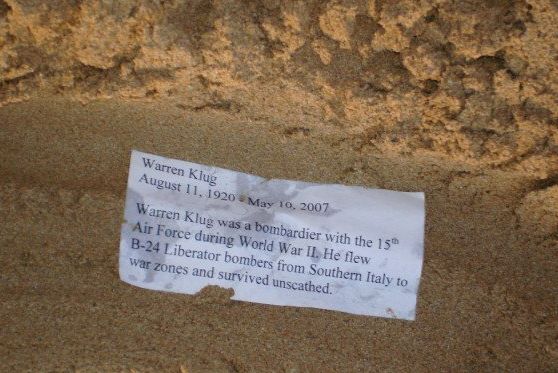 Warren Klug
August 11, 1920 - May 10, 2007
Warren Klug was a bombardier with the 15th
Air Force during World War II. He flew
B-24 Liberator bombers from Southern Italy to
war zones and survived unscathed.